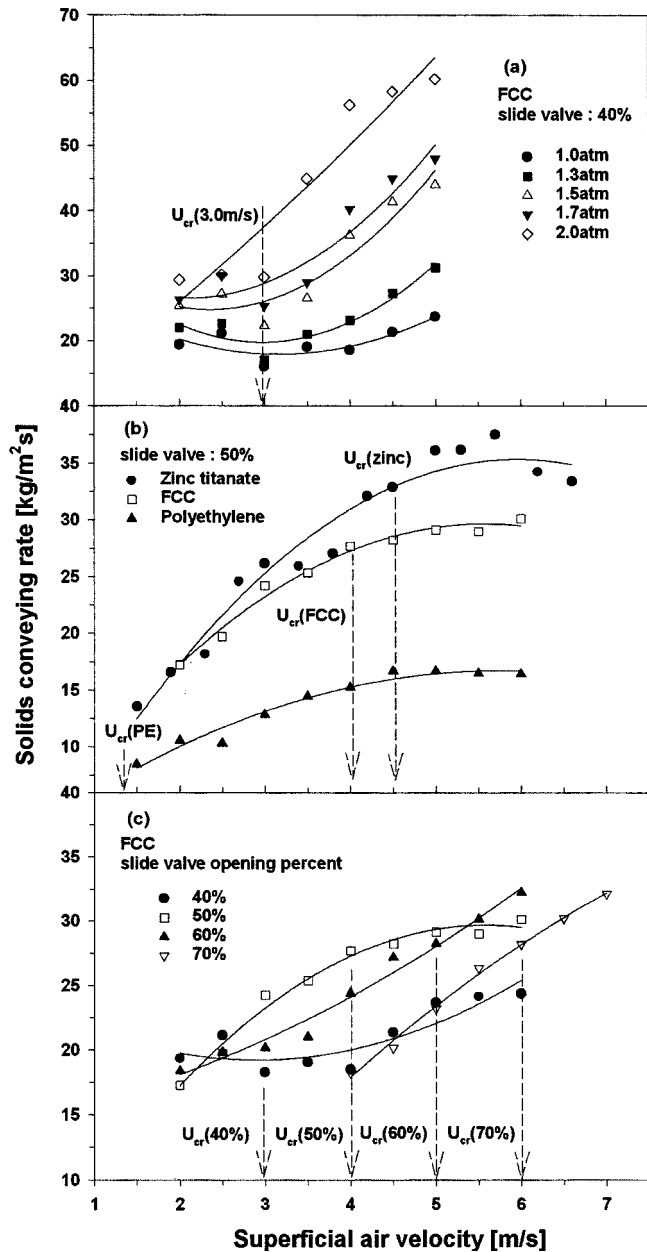 Solids conveying rate [kg/m²s]
70
60
50
40
30
20
40
(a)
FCC
slide valve : 40%
1.0atm
1.3atm
1.5atm
1.7atm
2.0atm
Ucr(3.0m/s)
35
30
25
20
15
10
40
(b)
slide valve : 50%
Zinc titanate
FCC
Polyethylene
Ucr(zinc)
Ucr(FCC)
Ucr(PE)
35
30
25
20
15
10
(c)
FCC
slide valve opening percent
40%
50%
60%
70%
Ucr(40%)
Ucr(50%)
Ucr(60%)
Ucr(70%)
1 2 3 4 5 6 7
Superficial air velocity [m/s]